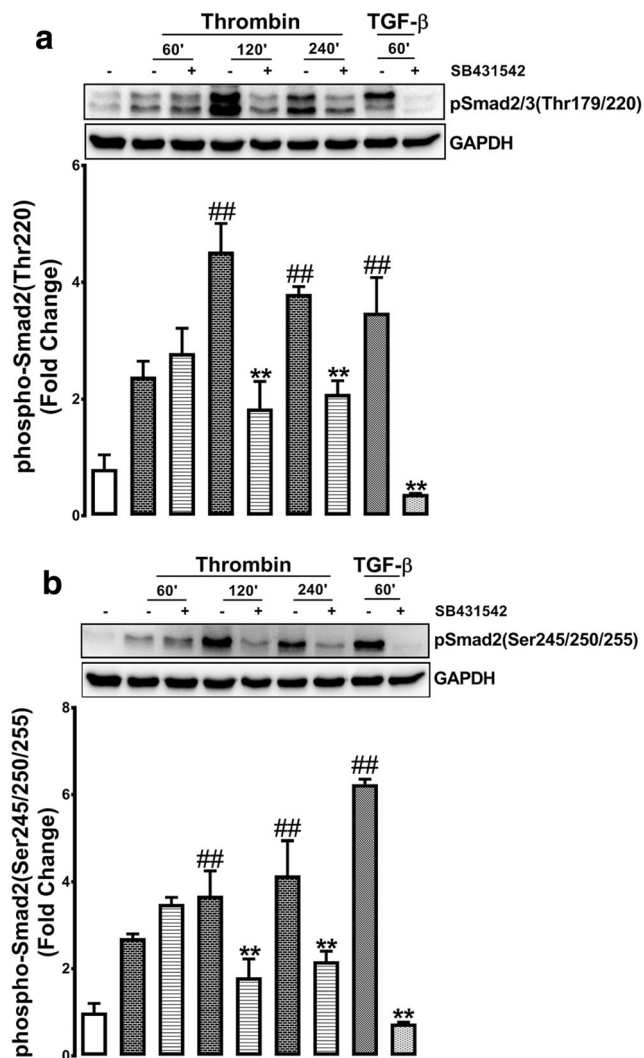 a
Thrombin TGF-β
60' 120' 240' 60'
- - + - + - + - + SB431542
pSmad2/3(Thr179/220)
GAPDH
phospho-Smad2(Thr220)
(Fold Change)
6
4
2
0
## ** ## ** ## **
b
Thrombin TGF-β
60' 120' 240' 60'
- - + - + - + - + SB431542
pSmad2(Ser245/250/255)
GAPDH
phospho-Smad2(Ser245/250/255)
(Fold Change)
8
6
4
2
0
## ** ## ** ## **